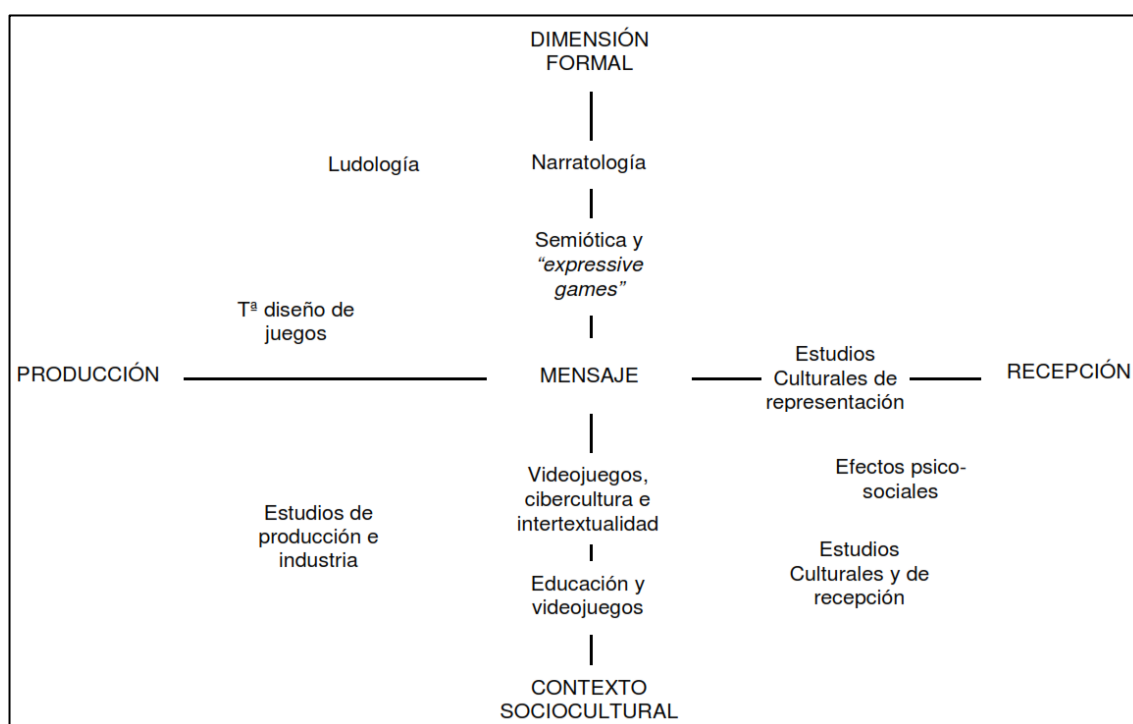 DIMENSIÓN
FORMAL
Ludología
Narratología
Semiótica y
“expressive
games”
Tª diseño de
juegos
PRODUCCIÓN
MENSAJE
Estudios
Culturales de
representación
RECEPCIÓN
Videojuegos,
cibercultura e
intertextualidad
Efectos psico-
sociales
Estudios de
producción e
industria
Estudios
Culturales y de
recepción
Educación y
videojuegos
CONTEXTO
SOCIOCULTURAL